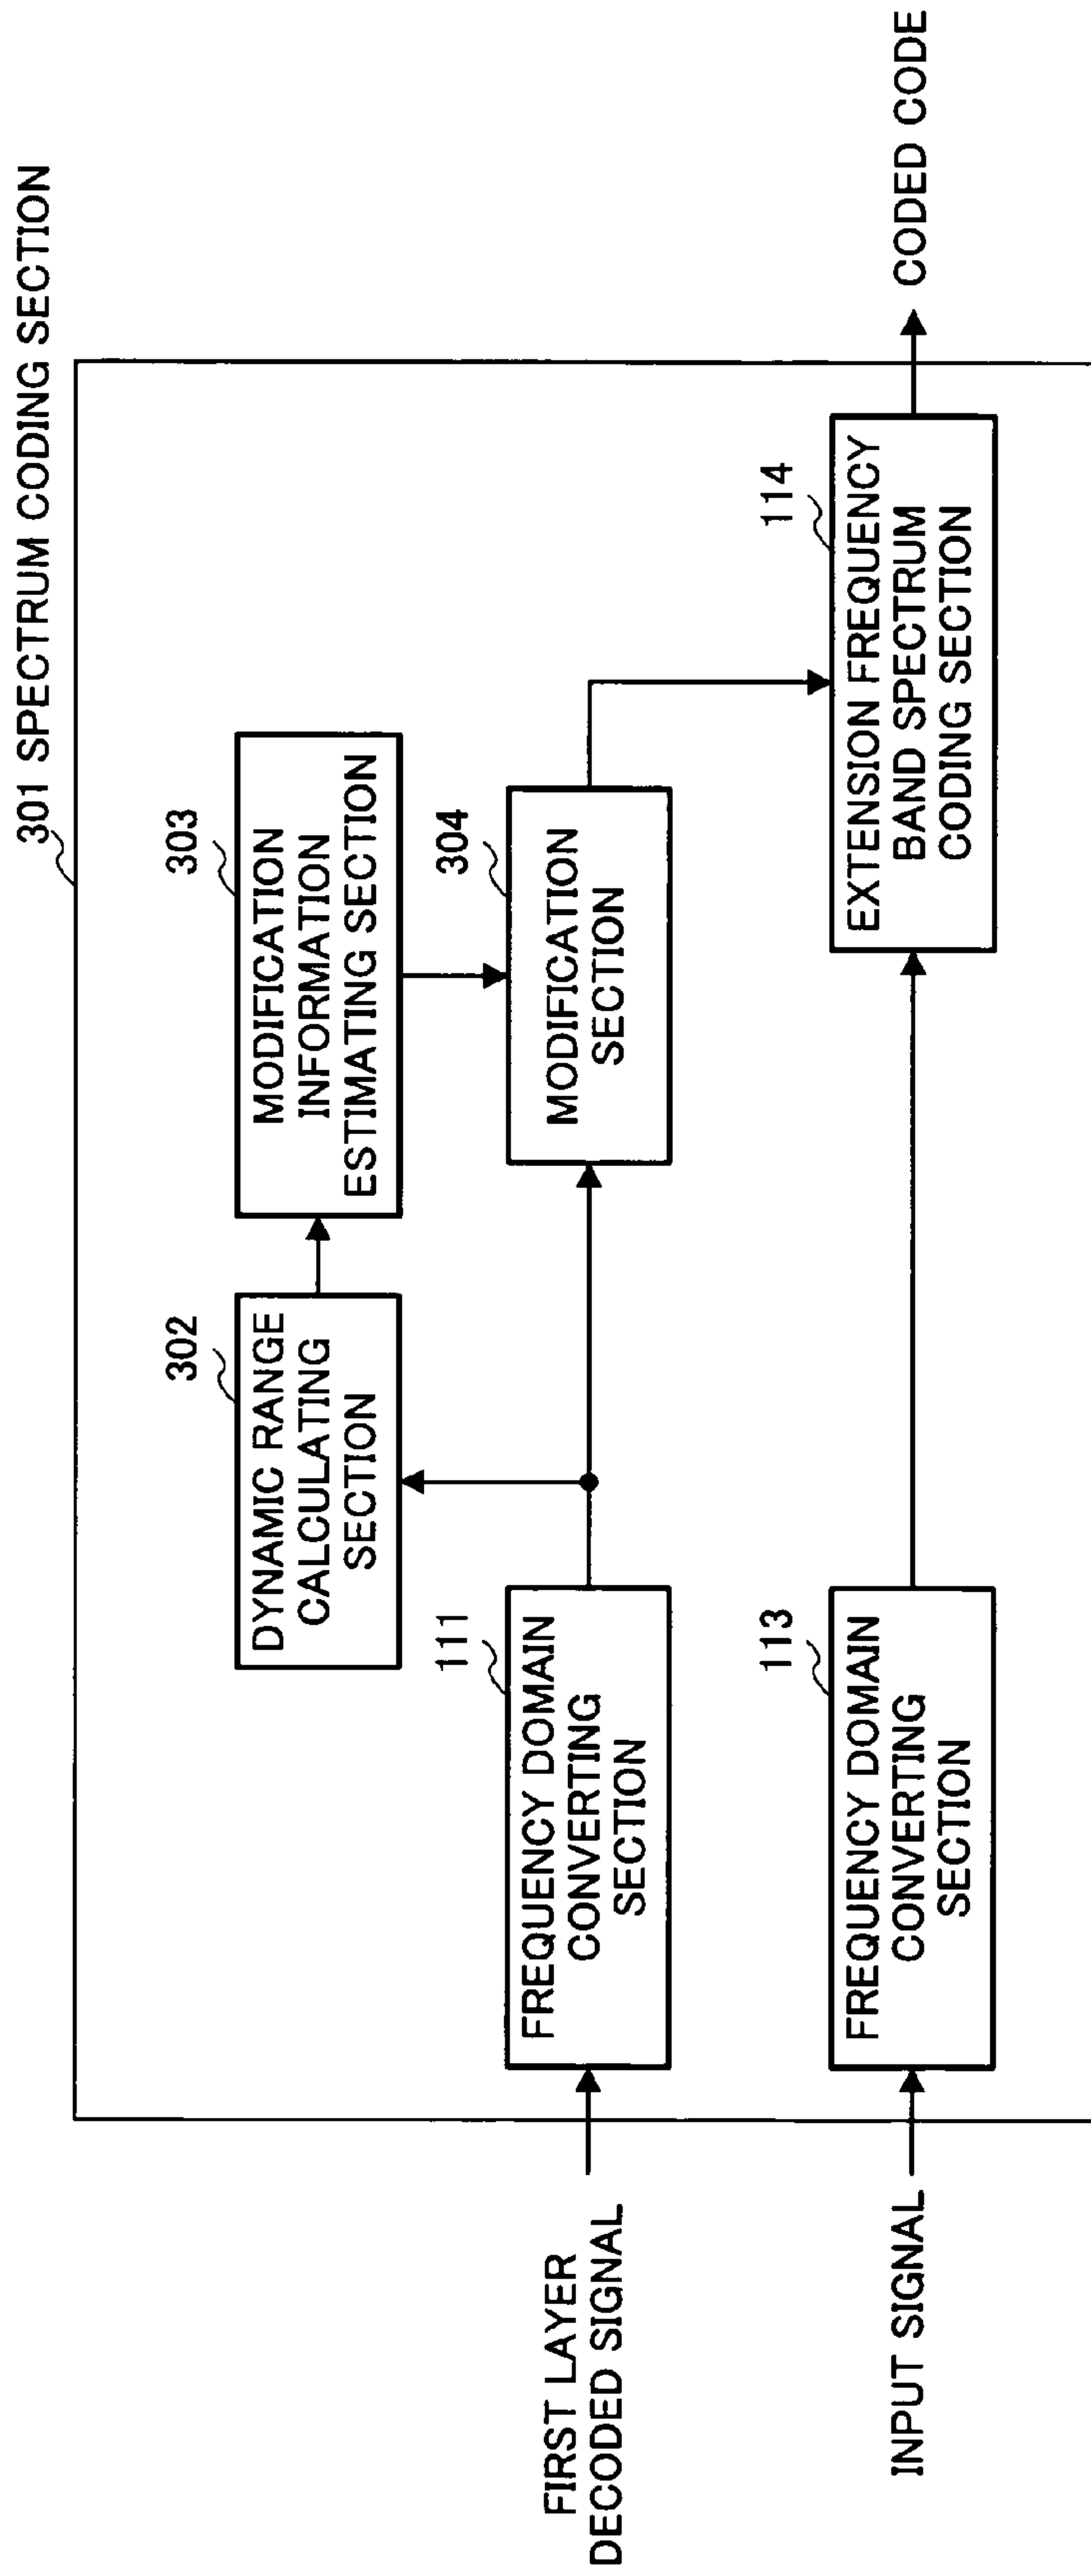 301 SPECTRUM CODING SECTION
302
DYNAMIC RANGE
CALCULATING
SECTION
303
MODIFICATION
INFORMATION
ESTIMATING SECTION
FIRST LAYER
DECODED SIGNAL
111
FREQUENCY DOMAIN
CONVERTING
SECTION
304
MODIFICATION
SECTION
INPUT SIGNAL
113
FREQUENCY DOMAIN
CONVERTING
SECTION
114
EXTENSION FREQUENCY
BAND SPECTRUM
CODING SECTION
CODED CODE